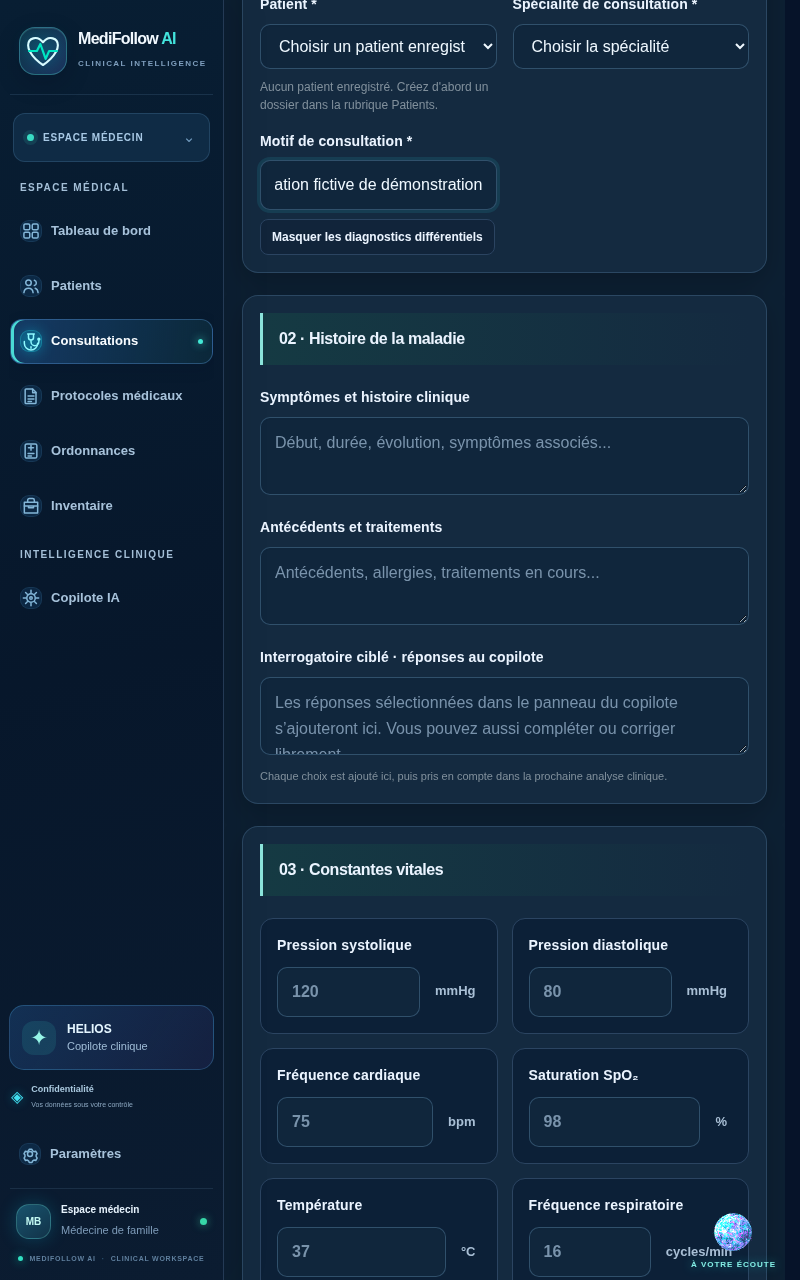 MediFollow AI
CLINICAL INTELLIGENCE
ESPACE MÉDECIN
ESPACE MÉDICAL
Tableau de bord
Patients
Consultations
Protocoles médicaux
Ordonnances
Inventaire
INTELLIGENCE CLINIQUE
Copilote IA
HELIOS
Copilote clinique
Confidentialité
Vos données sous votre contrôle
Paramètres
MB
Espace médecin
Médecine de famille
MEDIFOLLOW AI · CLINICAL WORKSPACE
Patient *
Spécialité de consultation *
Choisir un patient enregist
Choisir la spécialité
Aucun patient enregistré. Créez d'abord un
dossier dans la rubrique Patients.
Motif de consultation *
ation fictive de démonstration
Masquer les diagnostics différentiels
02 · Histoire de la maladie
Symptômes et histoire clinique
Début, durée, évolution, symptômes associés...
Antécédents et traitements
Antécédents, allergies, traitements en cours...
Interrogatoire ciblé · réponses au copilote
Les réponses sélectionnées dans le panneau du copilote
s'ajouteront ici. Vous pouvez aussi compléter ou corriger
librement.
Chaque choix est ajouté ici, puis pris en compte dans la prochaine analyse clinique.
03 · Constantes vitales
Pression systolique
120 mmHg
Pression diastolique
80 mmHg
Fréquence cardiaque
75 bpm
Saturation SpO₂
98 %
Température
37 °C
Fréquence respiratoire
16 cycles/min
À VOTRE ÉCOUTE